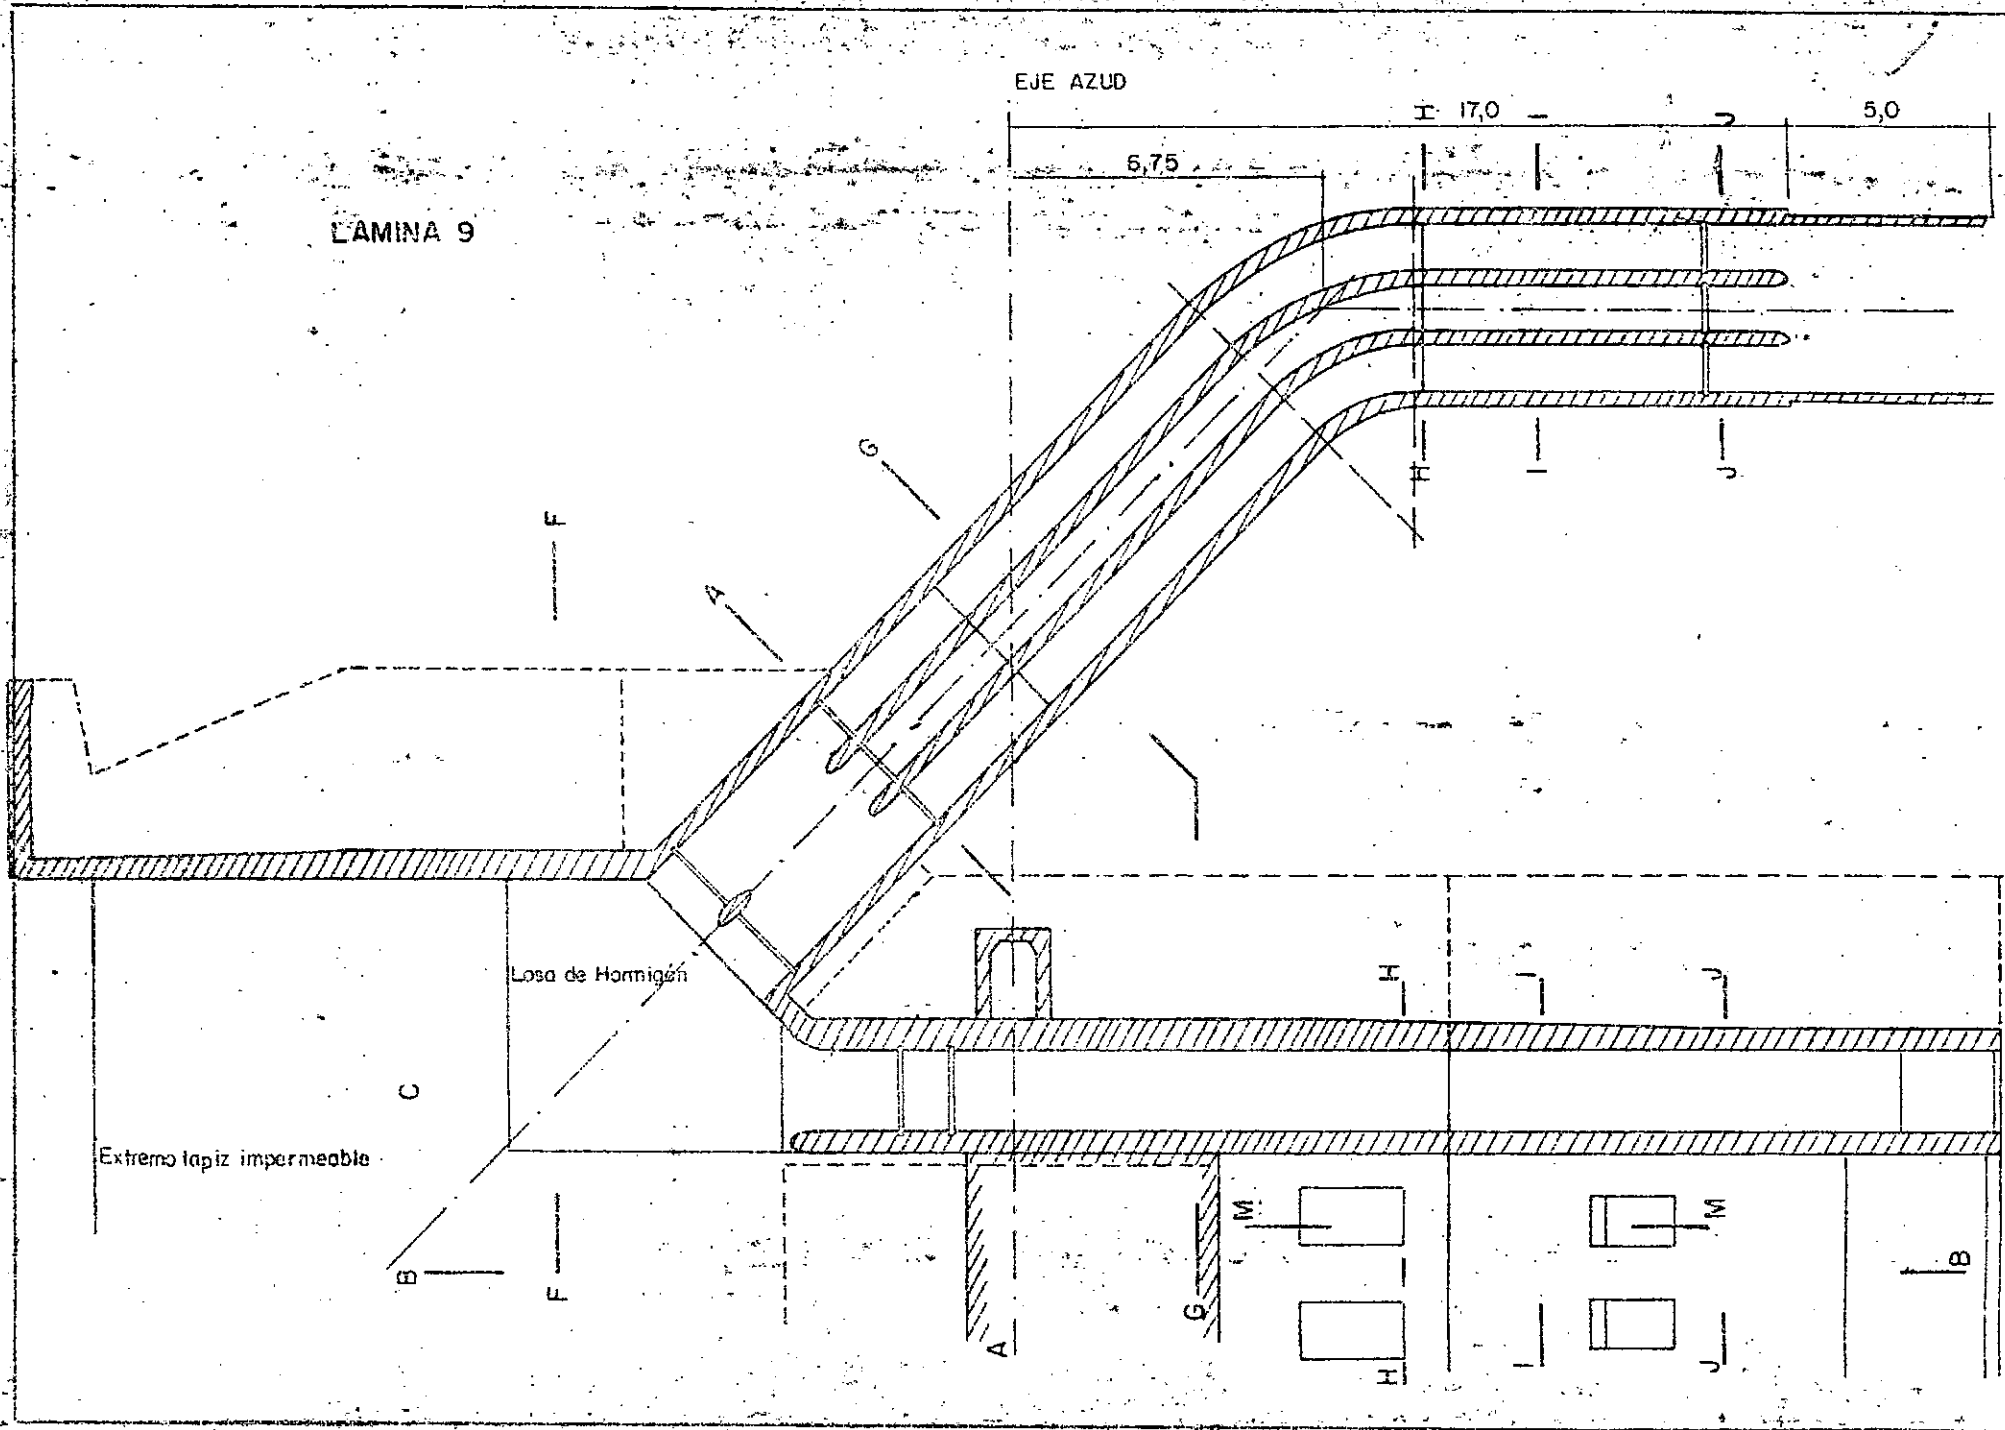 EJE AZUD
H 17,0 I J 5,0
6,75
LAMINA 9
G
H I J
F
A
H I J
Losa de Hormigón
C
Extremo tapiz impermeable
M M
B B
F
G
A
H I J